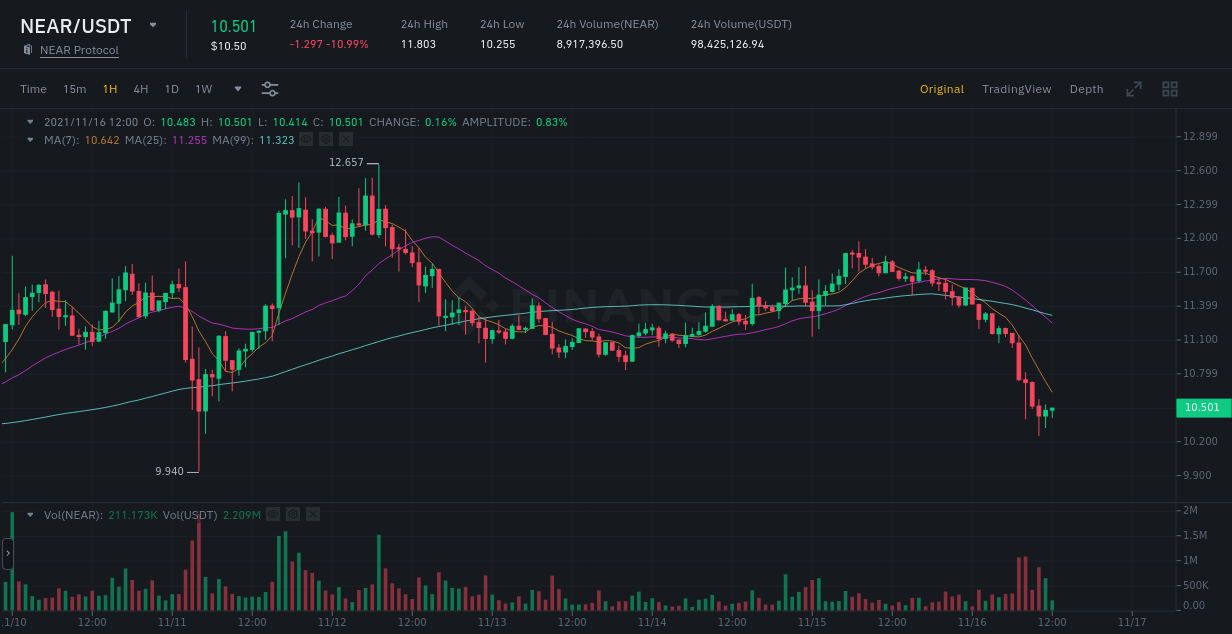 NEAR/USDT
NEAR Protocol
10.501
$10.50
24h Change
-1.297 -10.99%
24h High
11.803
24h Low
10.255
24h Volume(NEAR)
8,917,396.50
24h Volume(USDT)
98,425,126.94
Time 15m 1H 4H 1D 1W
Original TradingView Depth
2021/11/16 12:00 O: 10.483 H: 10.501 L: 10.414 C: 10.501 CHANGE: 0.16% AMPLITUDE: 0.83%
MA(7): 10.642 MA(25): 11.255 MA(99): 11.323
12.657
9.940
BINANCE
12.899
12.600
12.299
12.000
11.700
11.399
11.100
10.799
10.501
10.200
9.900
Vol(NEAR): 211.173K Vol(USDT) 2.209M
2M
1.5M
1M
500K
0.00
.1/10 12:00 11/11 12:00 11/12 12:00 11/13 12:00 11/14 12:00 11/15 12:00 11/16 12:00 11/17